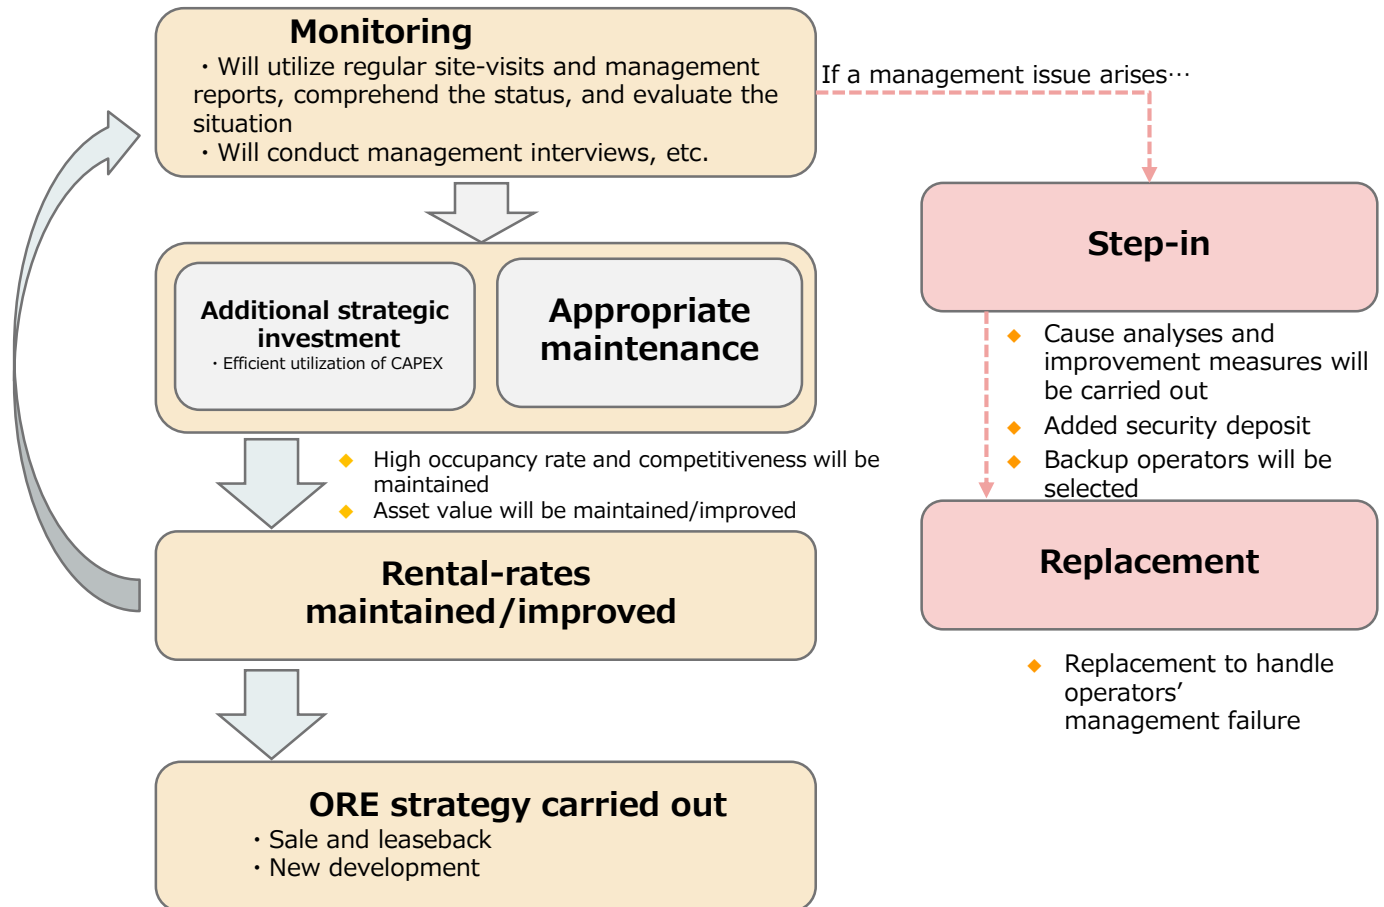 Monitoring
・Will utilize regular site-visits and management
reports, comprehend the status, and evaluate the
situation
・Will conduct management interviews, etc.
If a management issue arises…
Additional strategic
investment
・Efficient utilization of CAPEX
Appropriate
maintenance
◆ High occupancy rate and competitiveness will be
maintained
◆ Asset value will be maintained/improved
Rental-rates
maintained/improved
ORE strategy carried out
・Sale and leaseback
・New development
Step-in
◆ Cause analyses and
improvement measures will
be carried out
◆ Added security deposit
◆ Backup operators will be
selected
Replacement
◆ Replacement to handle
operators’
management failure